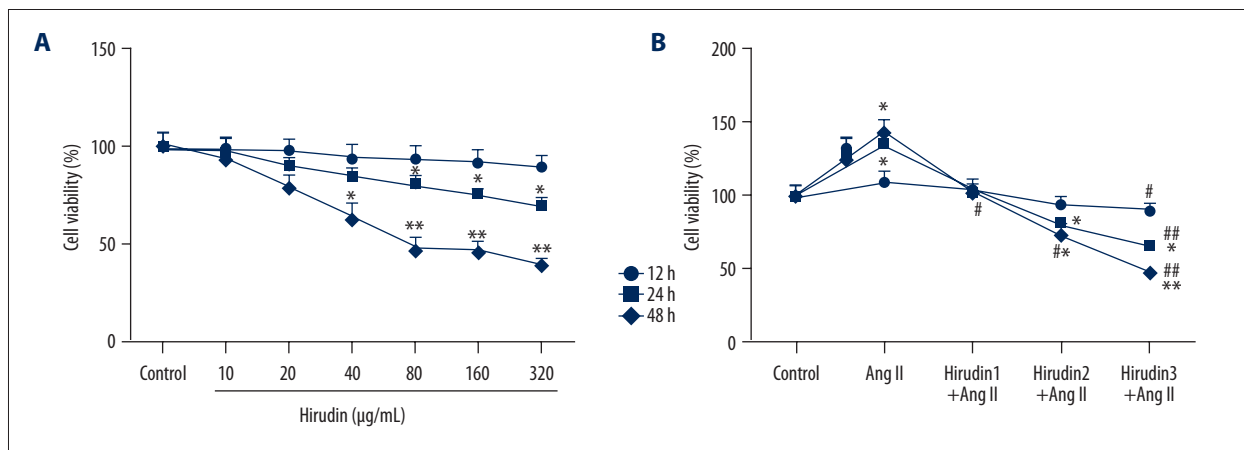 A
150
100
50
0
Cell viability (%)
*
*
*
*
**
**
**
Control
10
20
40
80
160
320
Hirudin (µg/mL)
12 h
24 h
48 h
B
200
150
100
50
0
Cell viability (%)
*
*
#
#
*
#*
##
*
##
**
Control
Ang II
Hirudin1
+Ang II
Hirudin2
+Ang II
Hirudin3
+Ang II